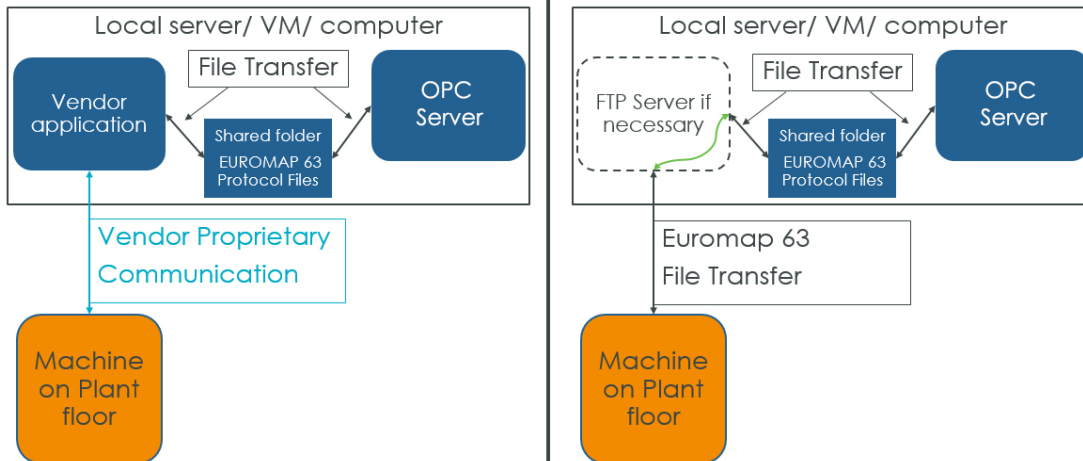 Local server/ VM/ computer
File Transfer
Vendor
application
OPC
Server
Shared folder
EUROMAP 63
Protocol Files
Vendor Proprietary
Communication
Machine
on Plant
floor
Local server/ VM/ computer
File Transfer
FTP Server if
necessary
OPC
Server
Shared folder
EUROMAP 63
Protocol Files
Euromap 63
File Transfer
Machine
on Plant
floor